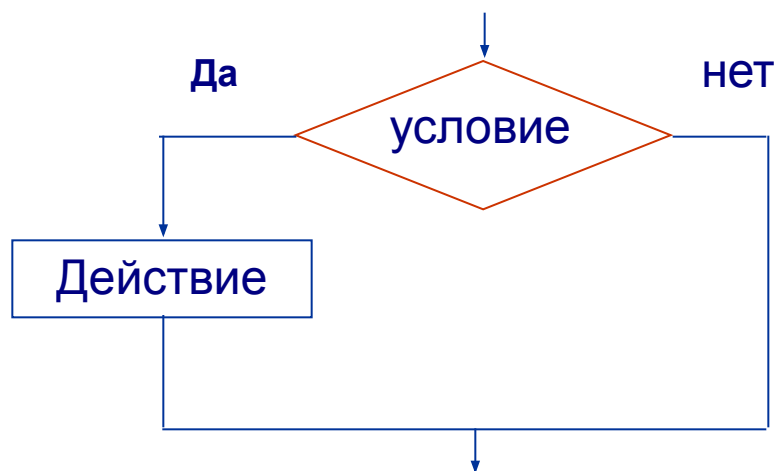 Да
нет
условие
Действие